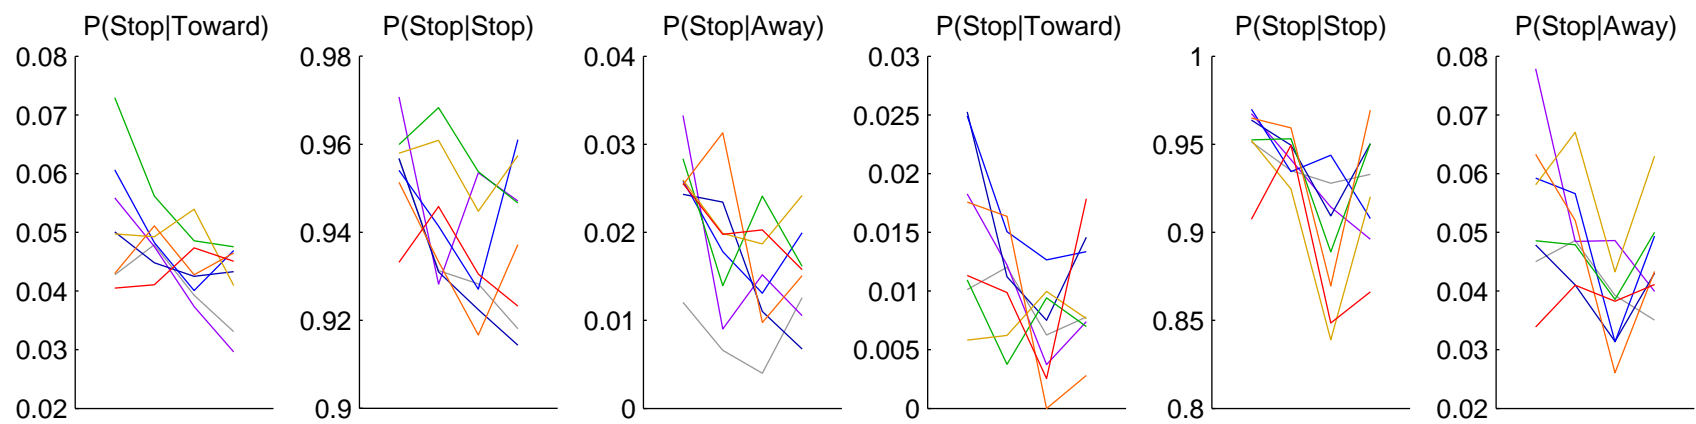 P(Stop|Toward) P(Stop|Stop) P(Stop|Away) P(Stop|Toward) P(Stop|Stop) P(Stop|Away)
0.08 0.98 0.04 0.03 1 0.08
0.07 0.025 0.07
0.06 0.96 0.03 0.02 0.95 0.06
0.05 0.94 0.02 0.015 0.9 0.05
0.04 0.92 0.01 0.01 0.85 0.04
0.03 0.005 0.03
0.02 0.9 0 0 0.8 0.02